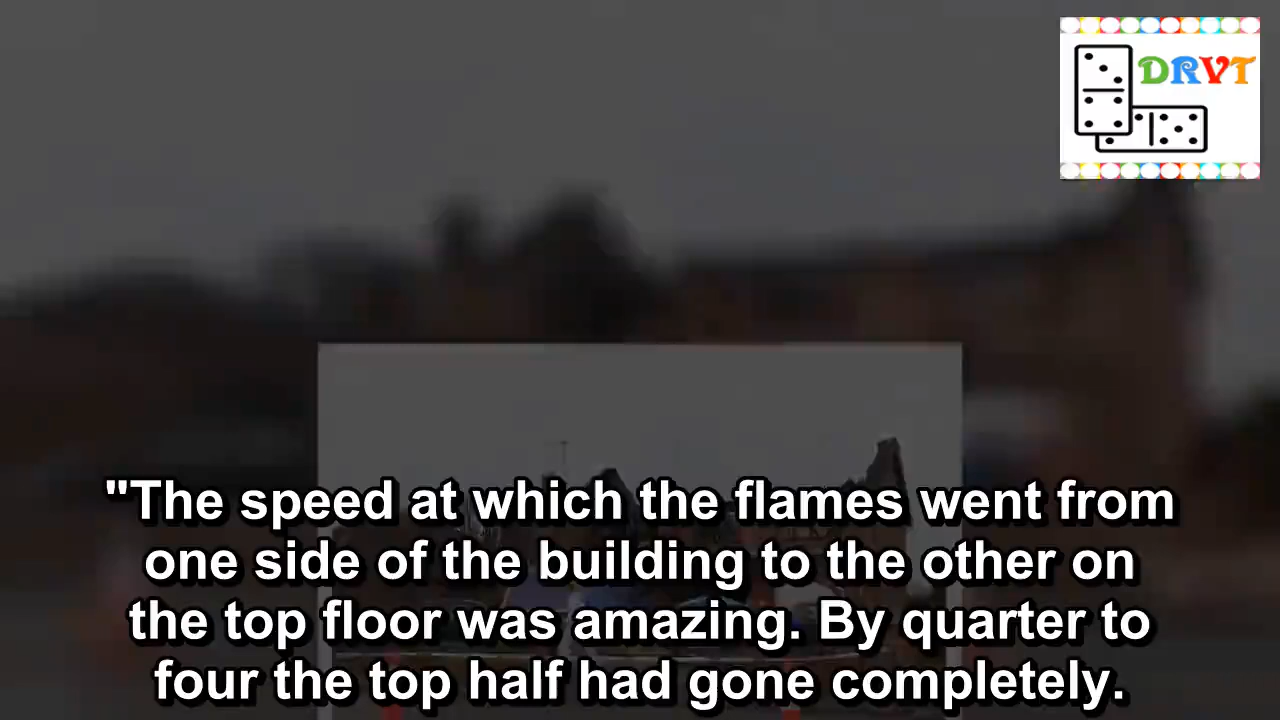 DRVT
"The speed at which the flames went from
one side of the building to the other on
the top floor was amazing. By quarter to
four the top half had gone completely.